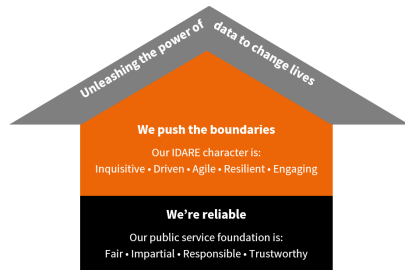 Unleashing the power of data to change lives
We push the boundaries
Our IDARE character is:
Inquisitive • Driven • Agile • Resilient • Engaging
We’re reliable
Our public service foundation is:
Fair • Impartial • Responsible • Trustworthy